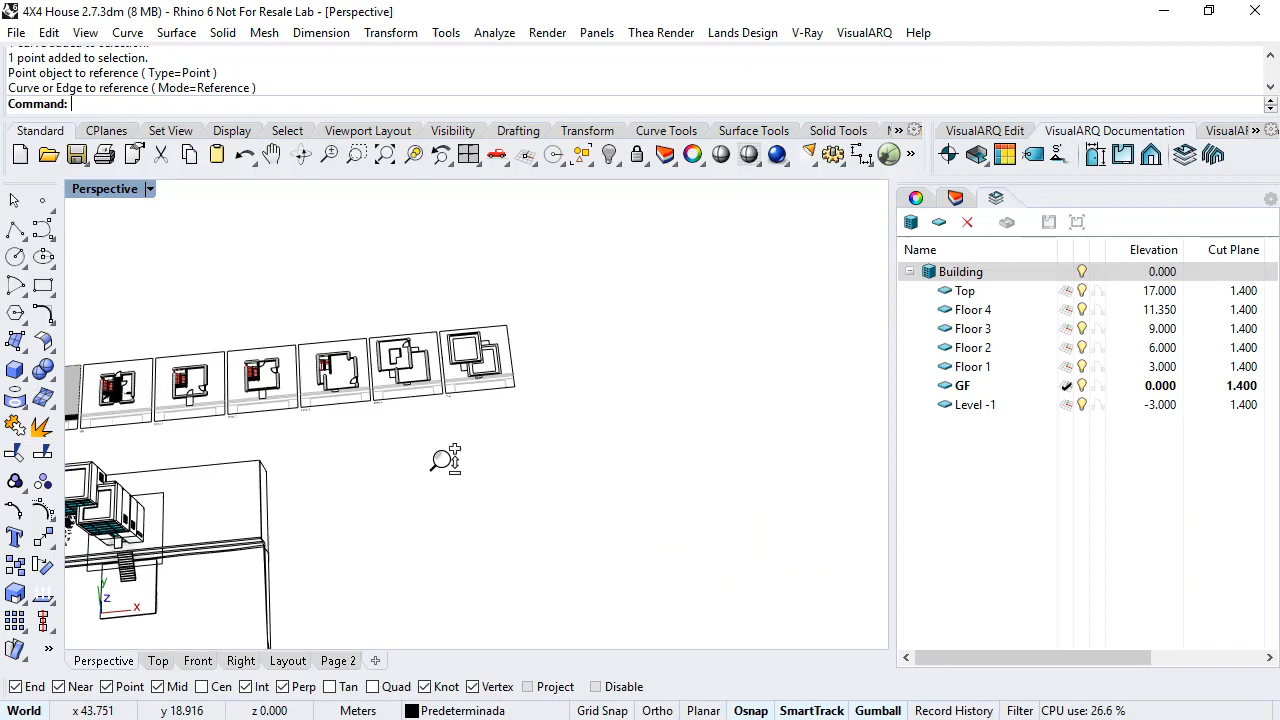 4X4 House 2.7.3dm (8 MB) - Rhino 6 Not For Resale Lab - [Perspective]
File Edit View Curve Surface Solid Mesh Dimension Transform Tools Analyze Render Panels Thea Render Lands Design V-Ray VisualARQ Help
1 point added to selection.
Point object to reference ( Type=Point )
Curve or Edge to reference ( Mode=Reference )
Command:
Standard CPlanes Set View Display Select Viewport Layout Visibility Drafting Transform Curve Tools Surface Tools Solid Tools VisualARQ Edit VisualARQ Documentation
Perspective
Name Elevation Cut Plane
Building 0.000
Top 17.000 1.400
Floor 4 11.350 1.400
Floor 3 9.000 1.400
Floor 2 6.000 1.400
Floor 1 3.000 1.400
GF 0.000 1.400
Level -1 -3.000 1.400
y
z x
Perspective Top Front Right Layout Page 2
End Near Point Mid Cen Int Perp Tan Quad Knot Vertex Project Disable
World x 43.751 y 18.916 z 0.000 Meters Predeterminada Grid Snap Ortho Planar Osnap SmartTrack Gumball Record History Filter CPU use: 26.6 %